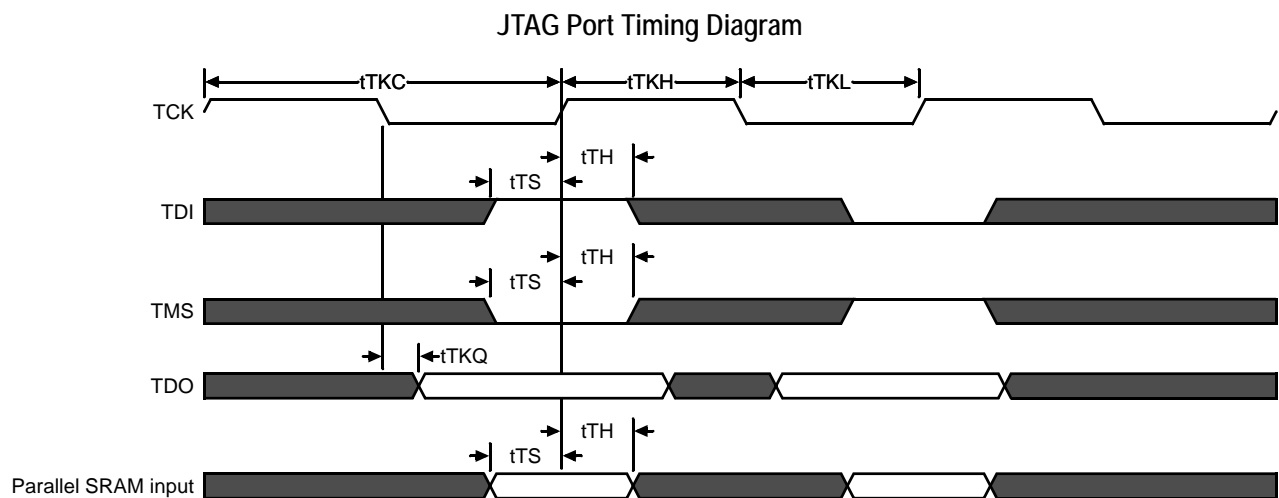 JTAG Port Timing Diagram
tTKC tTKH tTKL
TCK
tTH
tTS
TDI
tTH
tTS
TMS
tTKQ
TDO
tTH
tTS
Parallel SRAM input